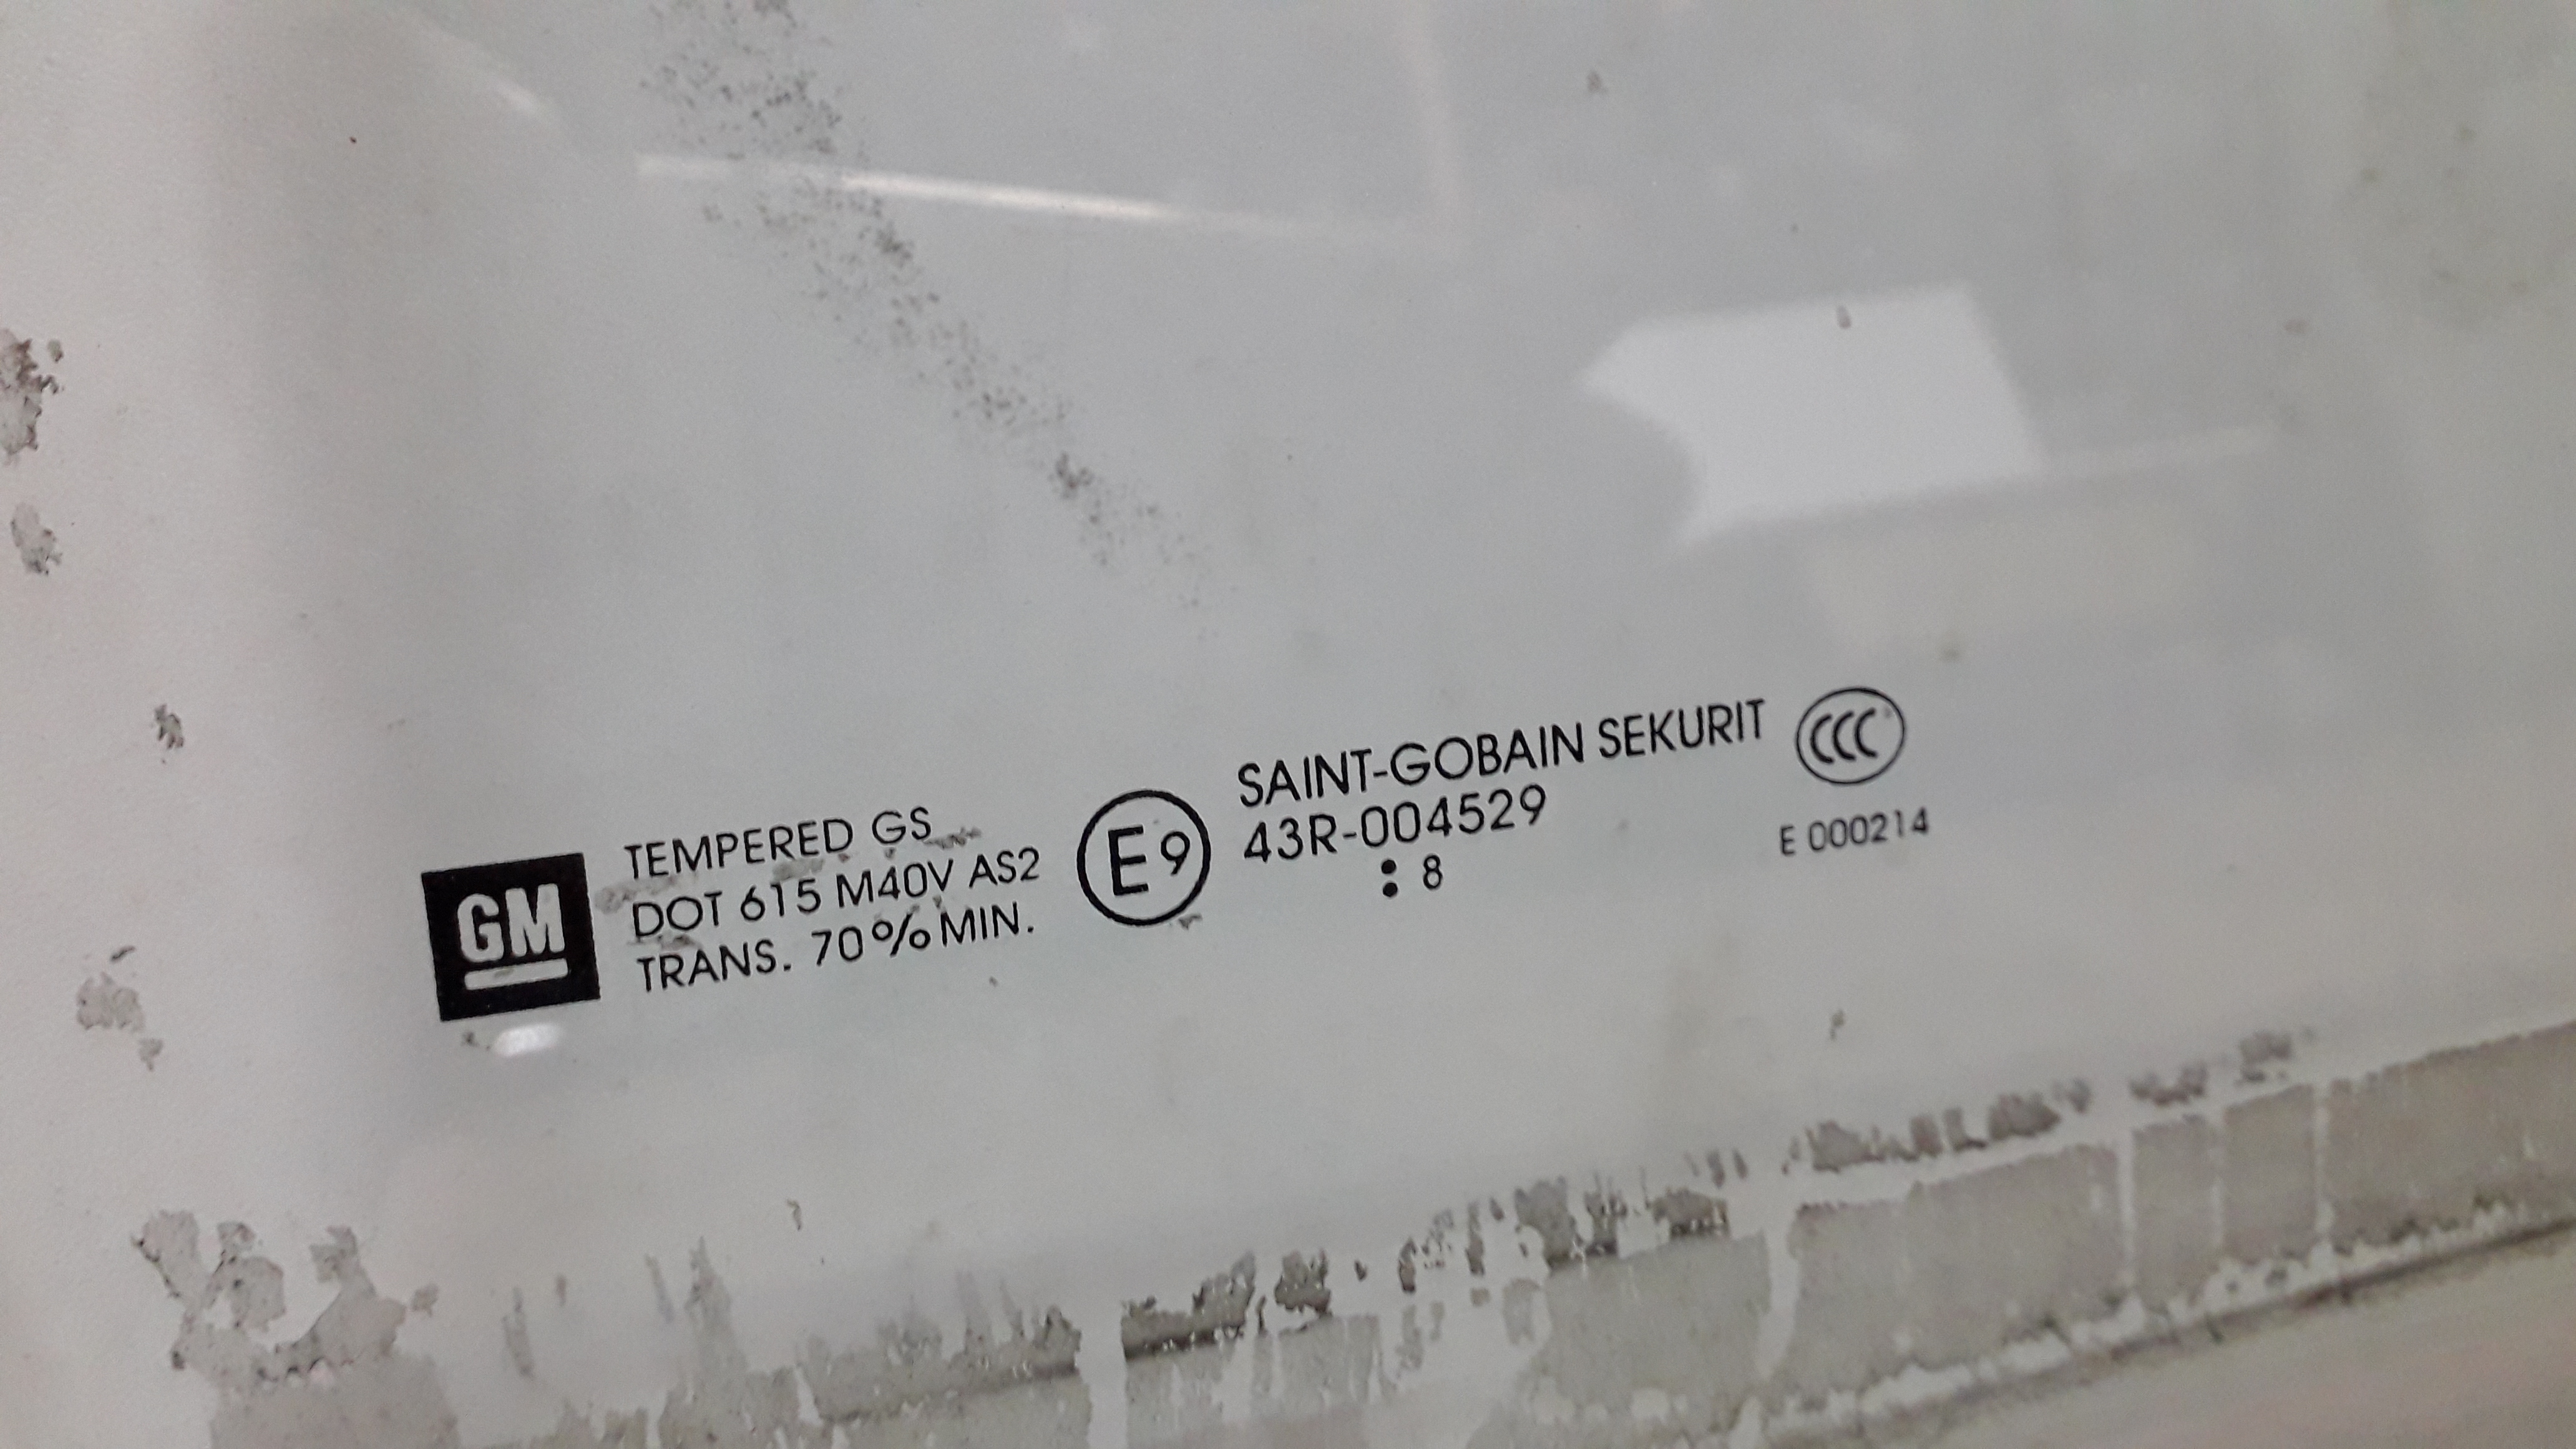 GM
TEMPERED GS
DOT 615 M40V AS2
TRANS. 70% MIN.
E9
SAINT-GOBAIN SEKURIT
43R-004529
: 8
CCC
E 000214